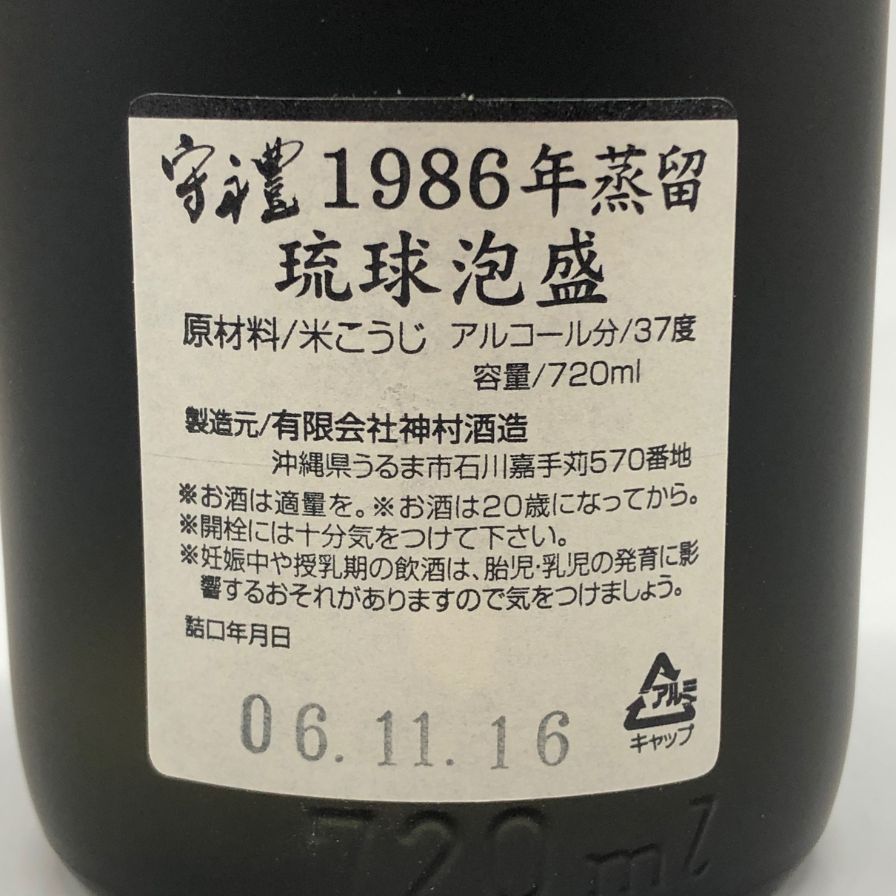 守禮 1986年蒸留
琉球泡盛
原材料/米こうじ アルコール分/37度
容量/720ml
製造元/有限会社神村酒造
沖縄県うるま市石川嘉手苅570番地
※お酒は適量を。※お酒は20歳になってから。
※開栓には十分気をつけて下さい。
※妊娠中や授乳期の飲酒は、胎児・乳児の発育に影
響するおそれがありますので気をつけましょう。
詰口年月日
06.11.16
アルミ
キャップ
720ml